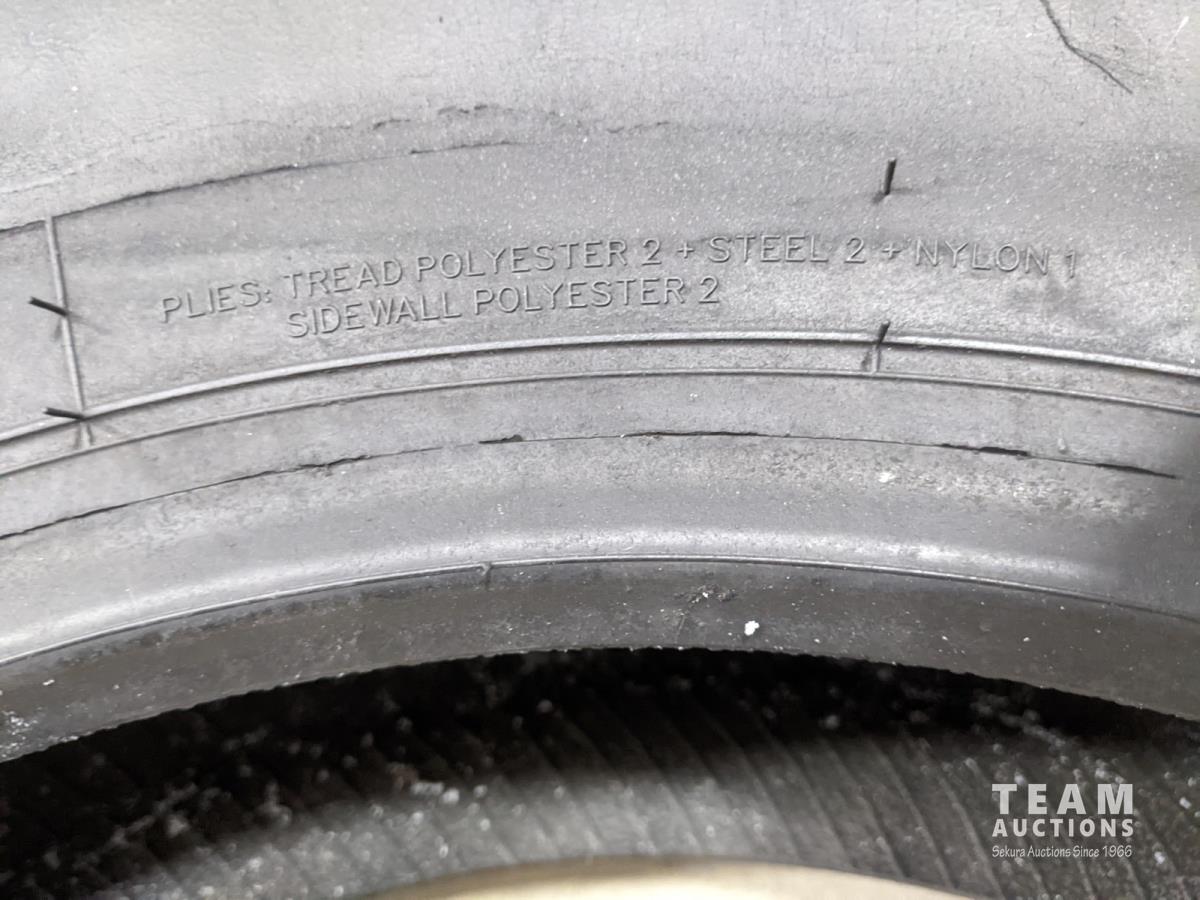 PLIES: TREAD POLYESTER 2 + STEEL 2 + NYLON 1
SIDEWALL POLYESTER 2
TEAM
AUCTIONS
Sekura Auctions Since 1966